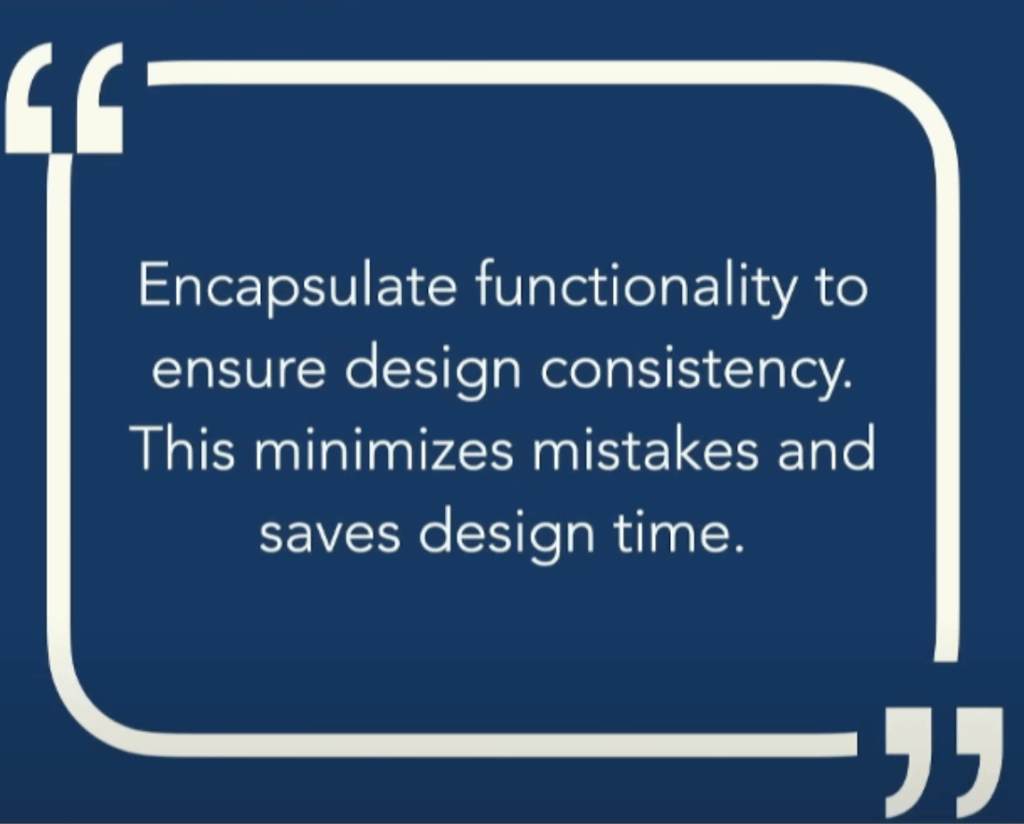 Encapsulate functionality to
ensure design consistency.
This minimizes mistakes and
saves design time.